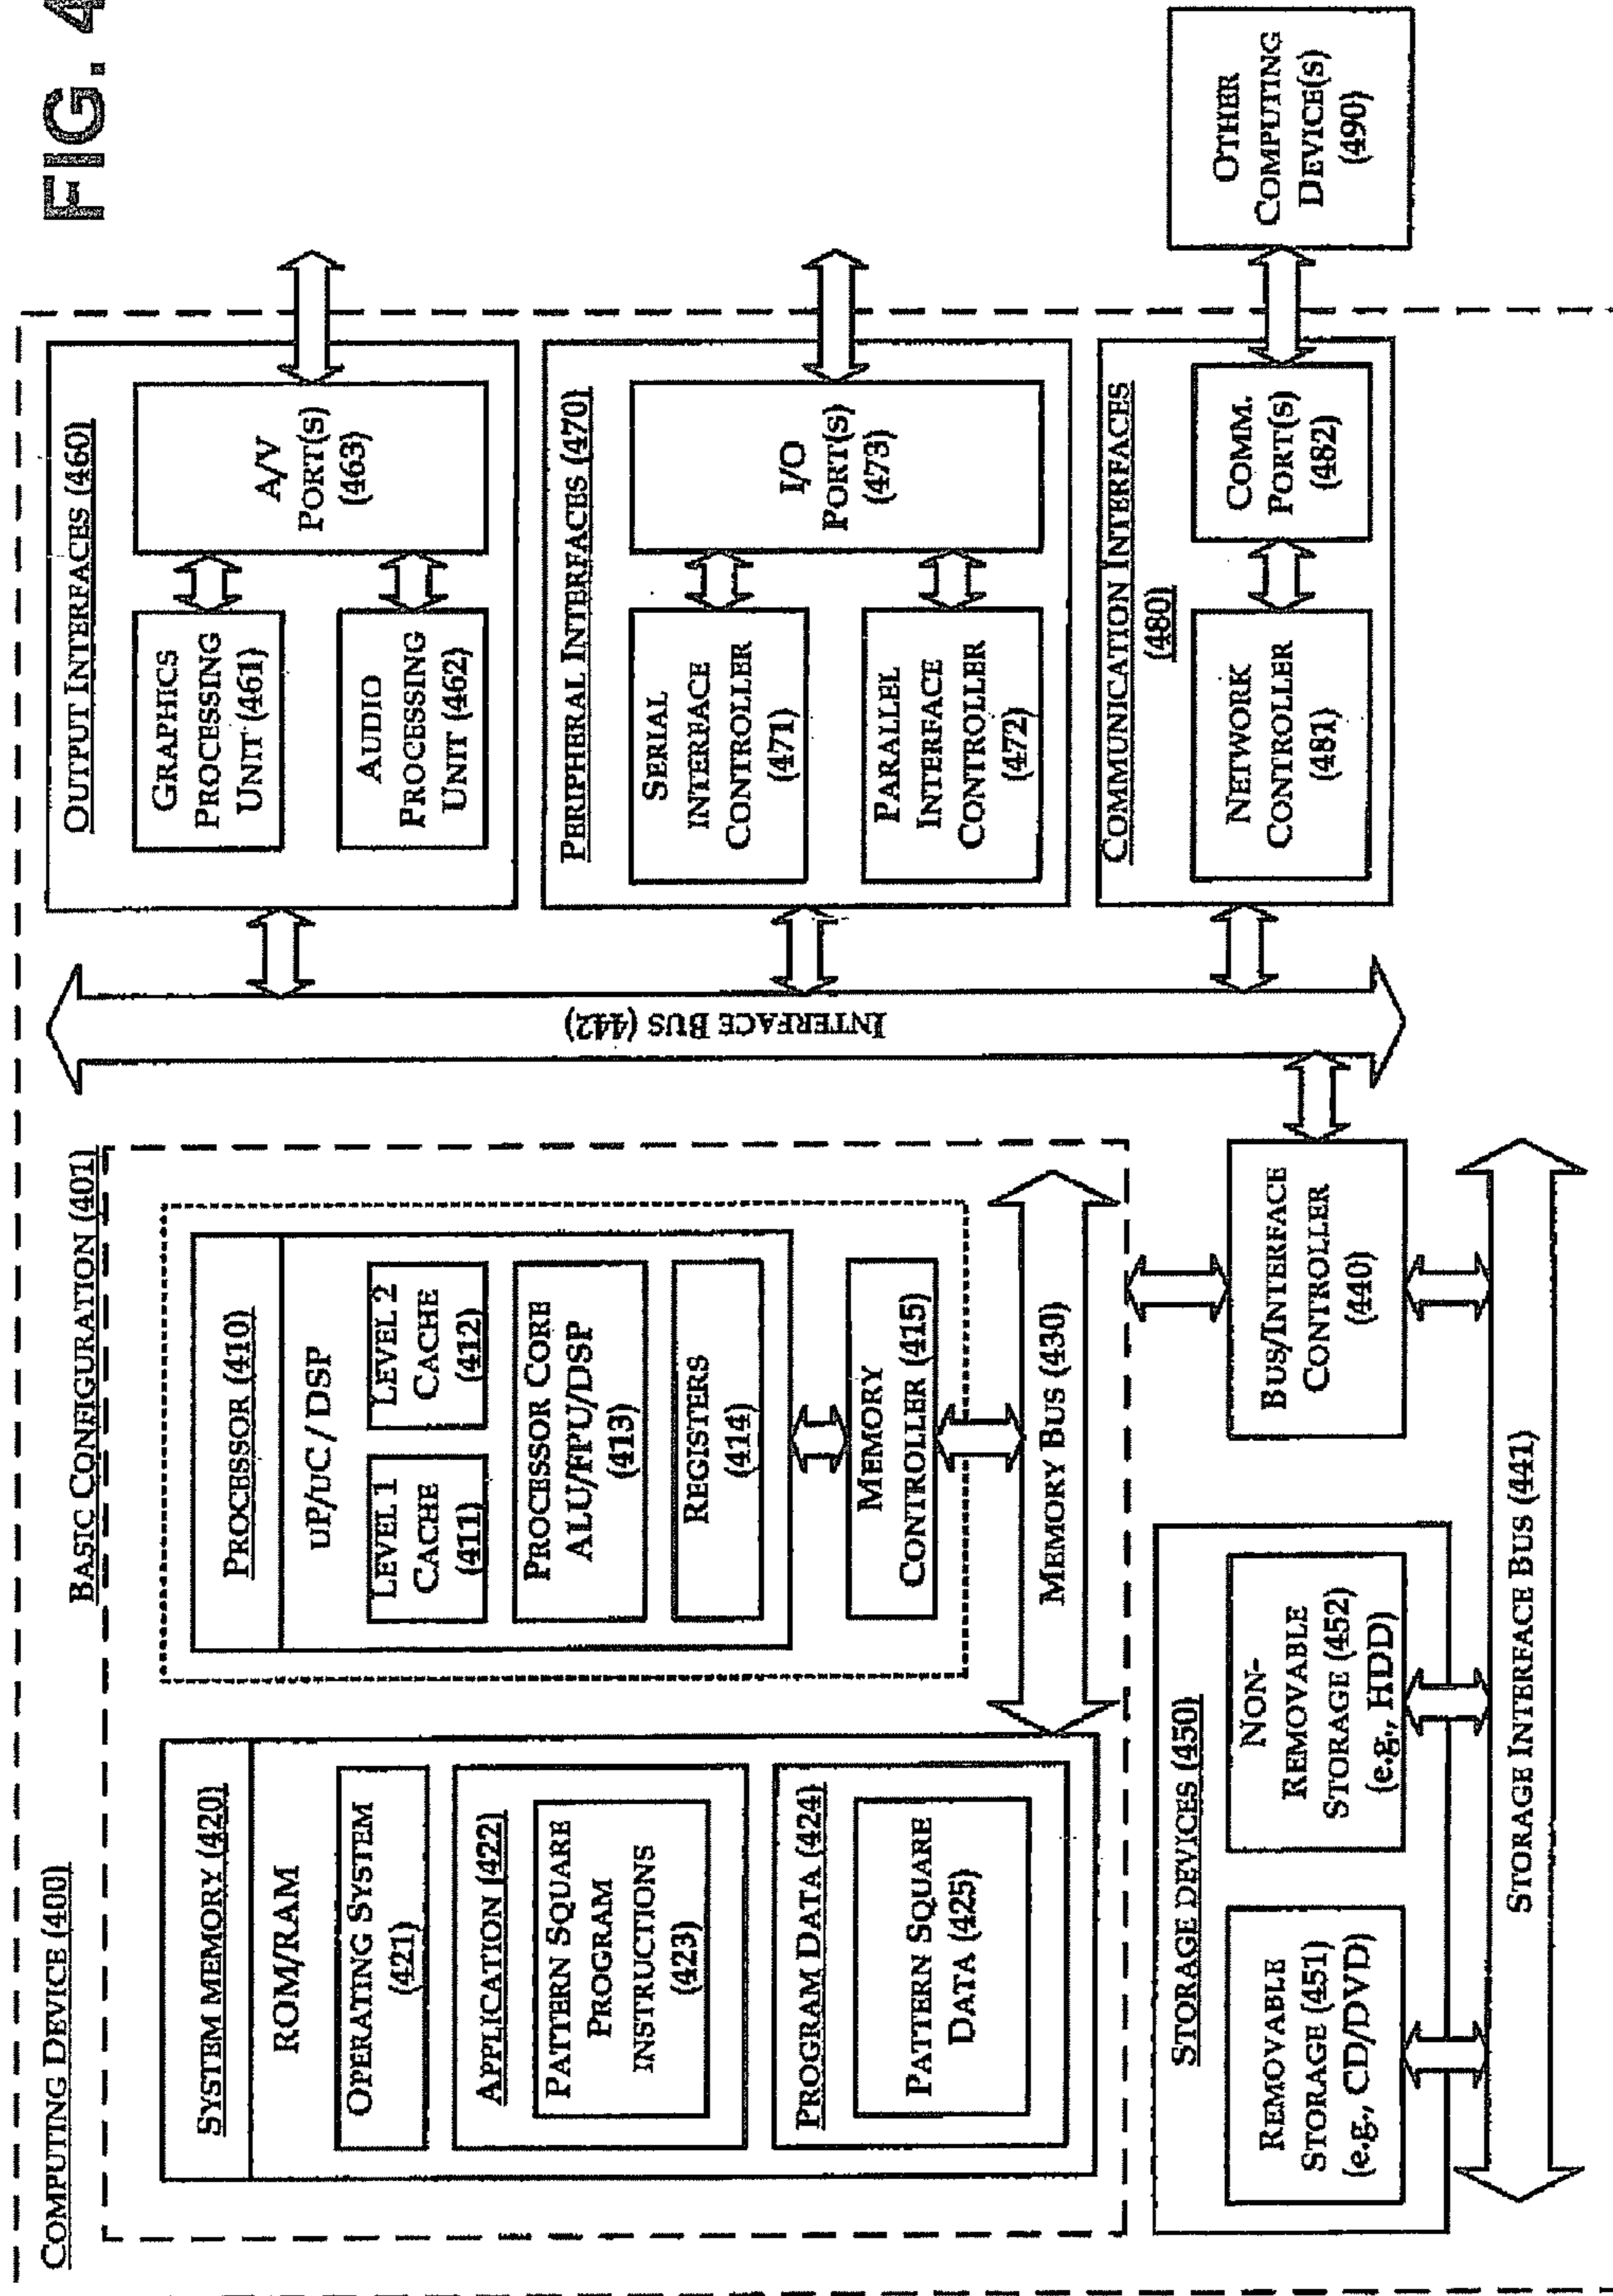 FIG. 4
COMPUTING DEVICE (400)
BASIC CONFIGURATION (401)
SYSTEM MEMORY (420)
ROM/RAM
OPERATING SYSTEM
(421)
APPLICATION (422)
PATTERN SQUARE
PROGRAM
INSTRUCTIONS
(423)
PROGRAM DATA (424)
PATTERN SQUARE
DATA (425)
PROCESSOR (410)
uP/uC / DSP
LEVEL 1
CACHE
(411)
LEVEL 2
CACHE
(412)
PROCESSOR CORE
ALU/FPU/DSP
(413)
REGISTERS
(414)
MEMORY
CONTROLLER (415)
MEMORY BUS (430)
STORAGE DEVICES (450)
REMOVABLE
STORAGE (451)
(e.g., CD/DVD)
NON-
REMOVABLE
STORAGE (452)
(e.g., HDD)
BUS/INTERFACE
CONTROLLER
(440)
STORAGE INTERFACE BUS (441)
INTERFACE BUS (442)
OUTPUT INTERFACES (460)
GRAPHICS
PROCESSING
UNIT (461)
AUDIO
PROCESSING
UNIT (462)
A/V
PORT(S)
(463)
PERIPHERAL INTERFACES (470)
SERIAL
INTERFACE
CONTROLLER
(471)
PARALLEL
INTERFACE
CONTROLLER
(472)
I/O
PORT(S)
(473)
COMMUNICATION INTERFACES
(480)
NETWORK
CONTROLLER
(481)
COMM.
PORT(S)
(482)
OTHER
COMPUTING
DEVICE(S)
(490)